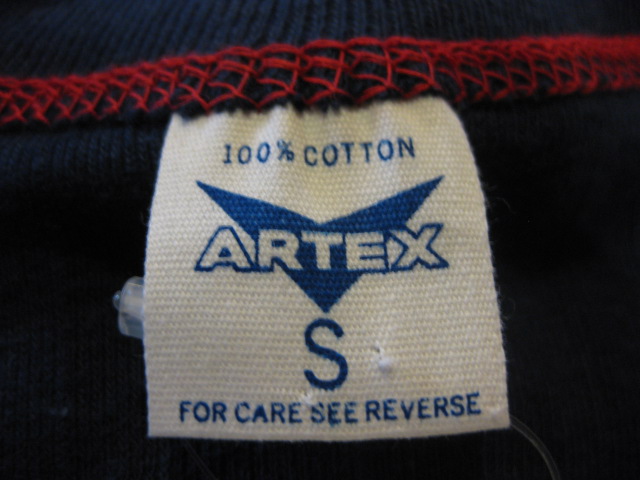 100% COTTON
ARTEX
S
FOR CARE SEE REVERSE